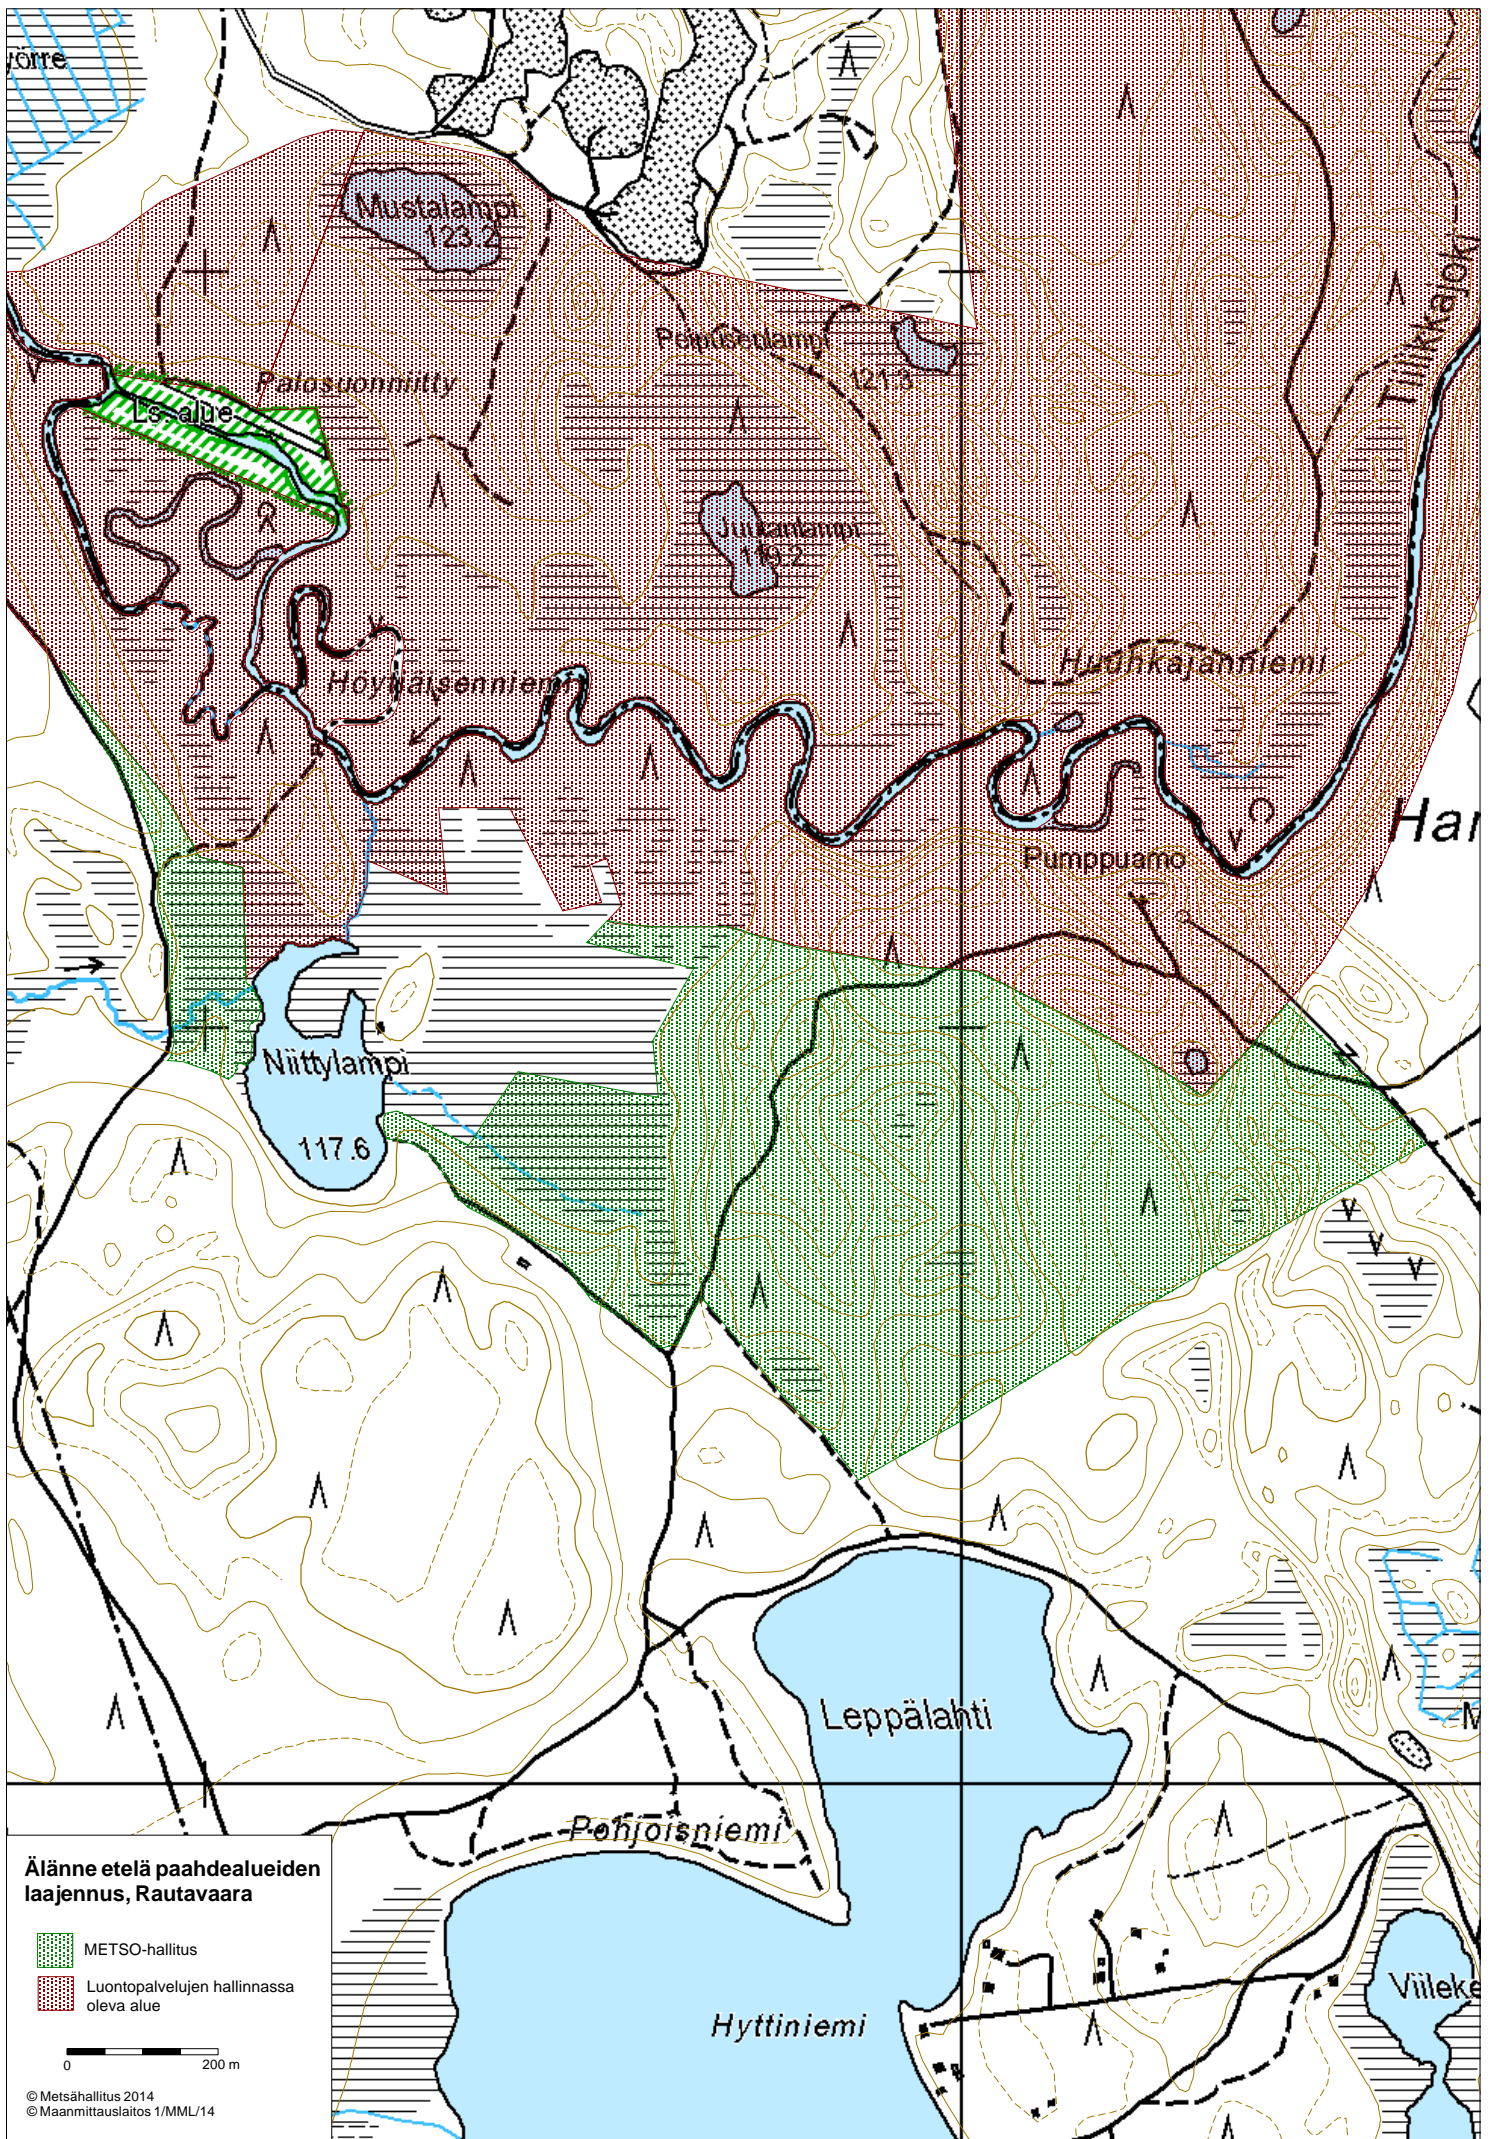 Mustalampi
123.2
Tiilikkajoki
Palosuonniitty
121.3
Ls. alue
Juutanlampi
119.2
Huuhkajanniemi
Har
Pumppuamo
Niittylampi
117.6
Leppälahti
M
Pohjoisniemi
Hyttiniemi
Viileke
Älänne etelä paahdealueiden
laajennus, Rautavaara
METSO-hallitus
Luontopalvelujen hallinnassa
oleva alue
0
200 m
© Metsähallitus 2014
© Maanmittauslaitos 1/MML/14